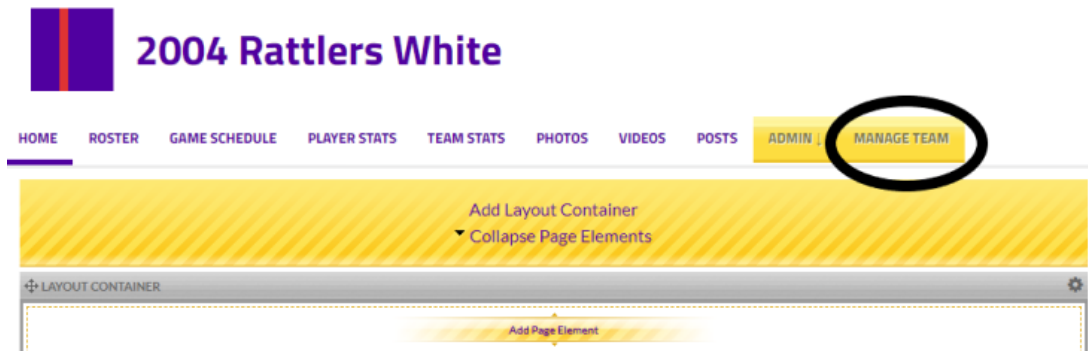 2004 Rattlers White
HOME ROSTER GAME SCHEDULE PLAYER STATS TEAM STATS PHOTOS VIDEOS POSTS ADMIN ↓ MANAGE TEAM
Add Layout Container
Collapse Page Elements
LAYOUT CONTAINER
Add Page Element